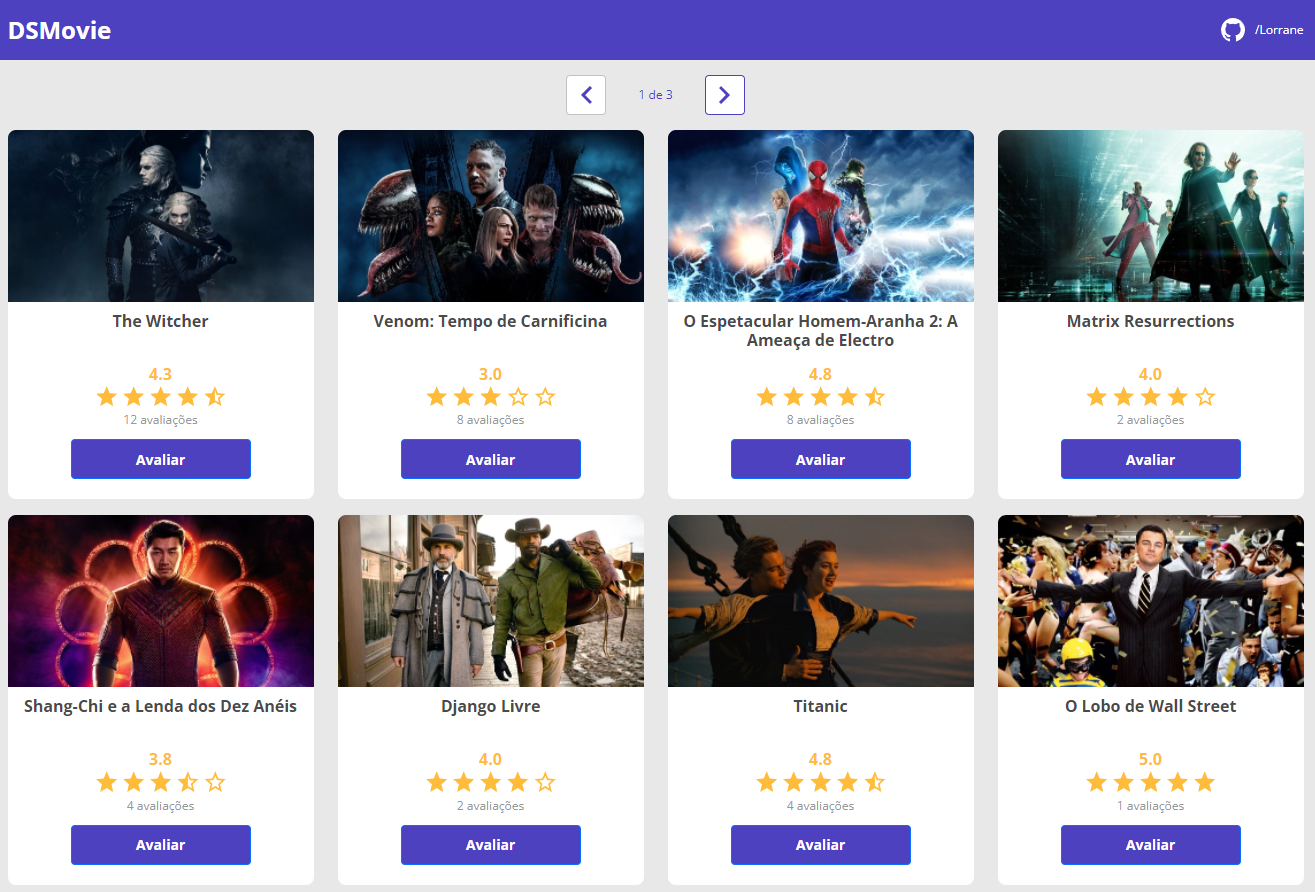 DSMovie
/Lorrane
1 de 3
The Witcher
4.3
12 avaliações
Avaliar
Venom: Tempo de Carnificina
3.0
8 avaliações
Avaliar
O Espetacular Homem-Aranha 2: A
Ameaça de Electro
4.8
8 avaliações
Avaliar
Matrix Resurrections
4.0
2 avaliações
Avaliar
Shang-Chi e a Lenda dos Dez Anéis
3.8
4 avaliações
Avaliar
Django Livre
4.0
2 avaliações
Avaliar
Titanic
4.8
4 avaliações
Avaliar
O Lobo de Wall Street
5.0
1 avaliações
Avaliar